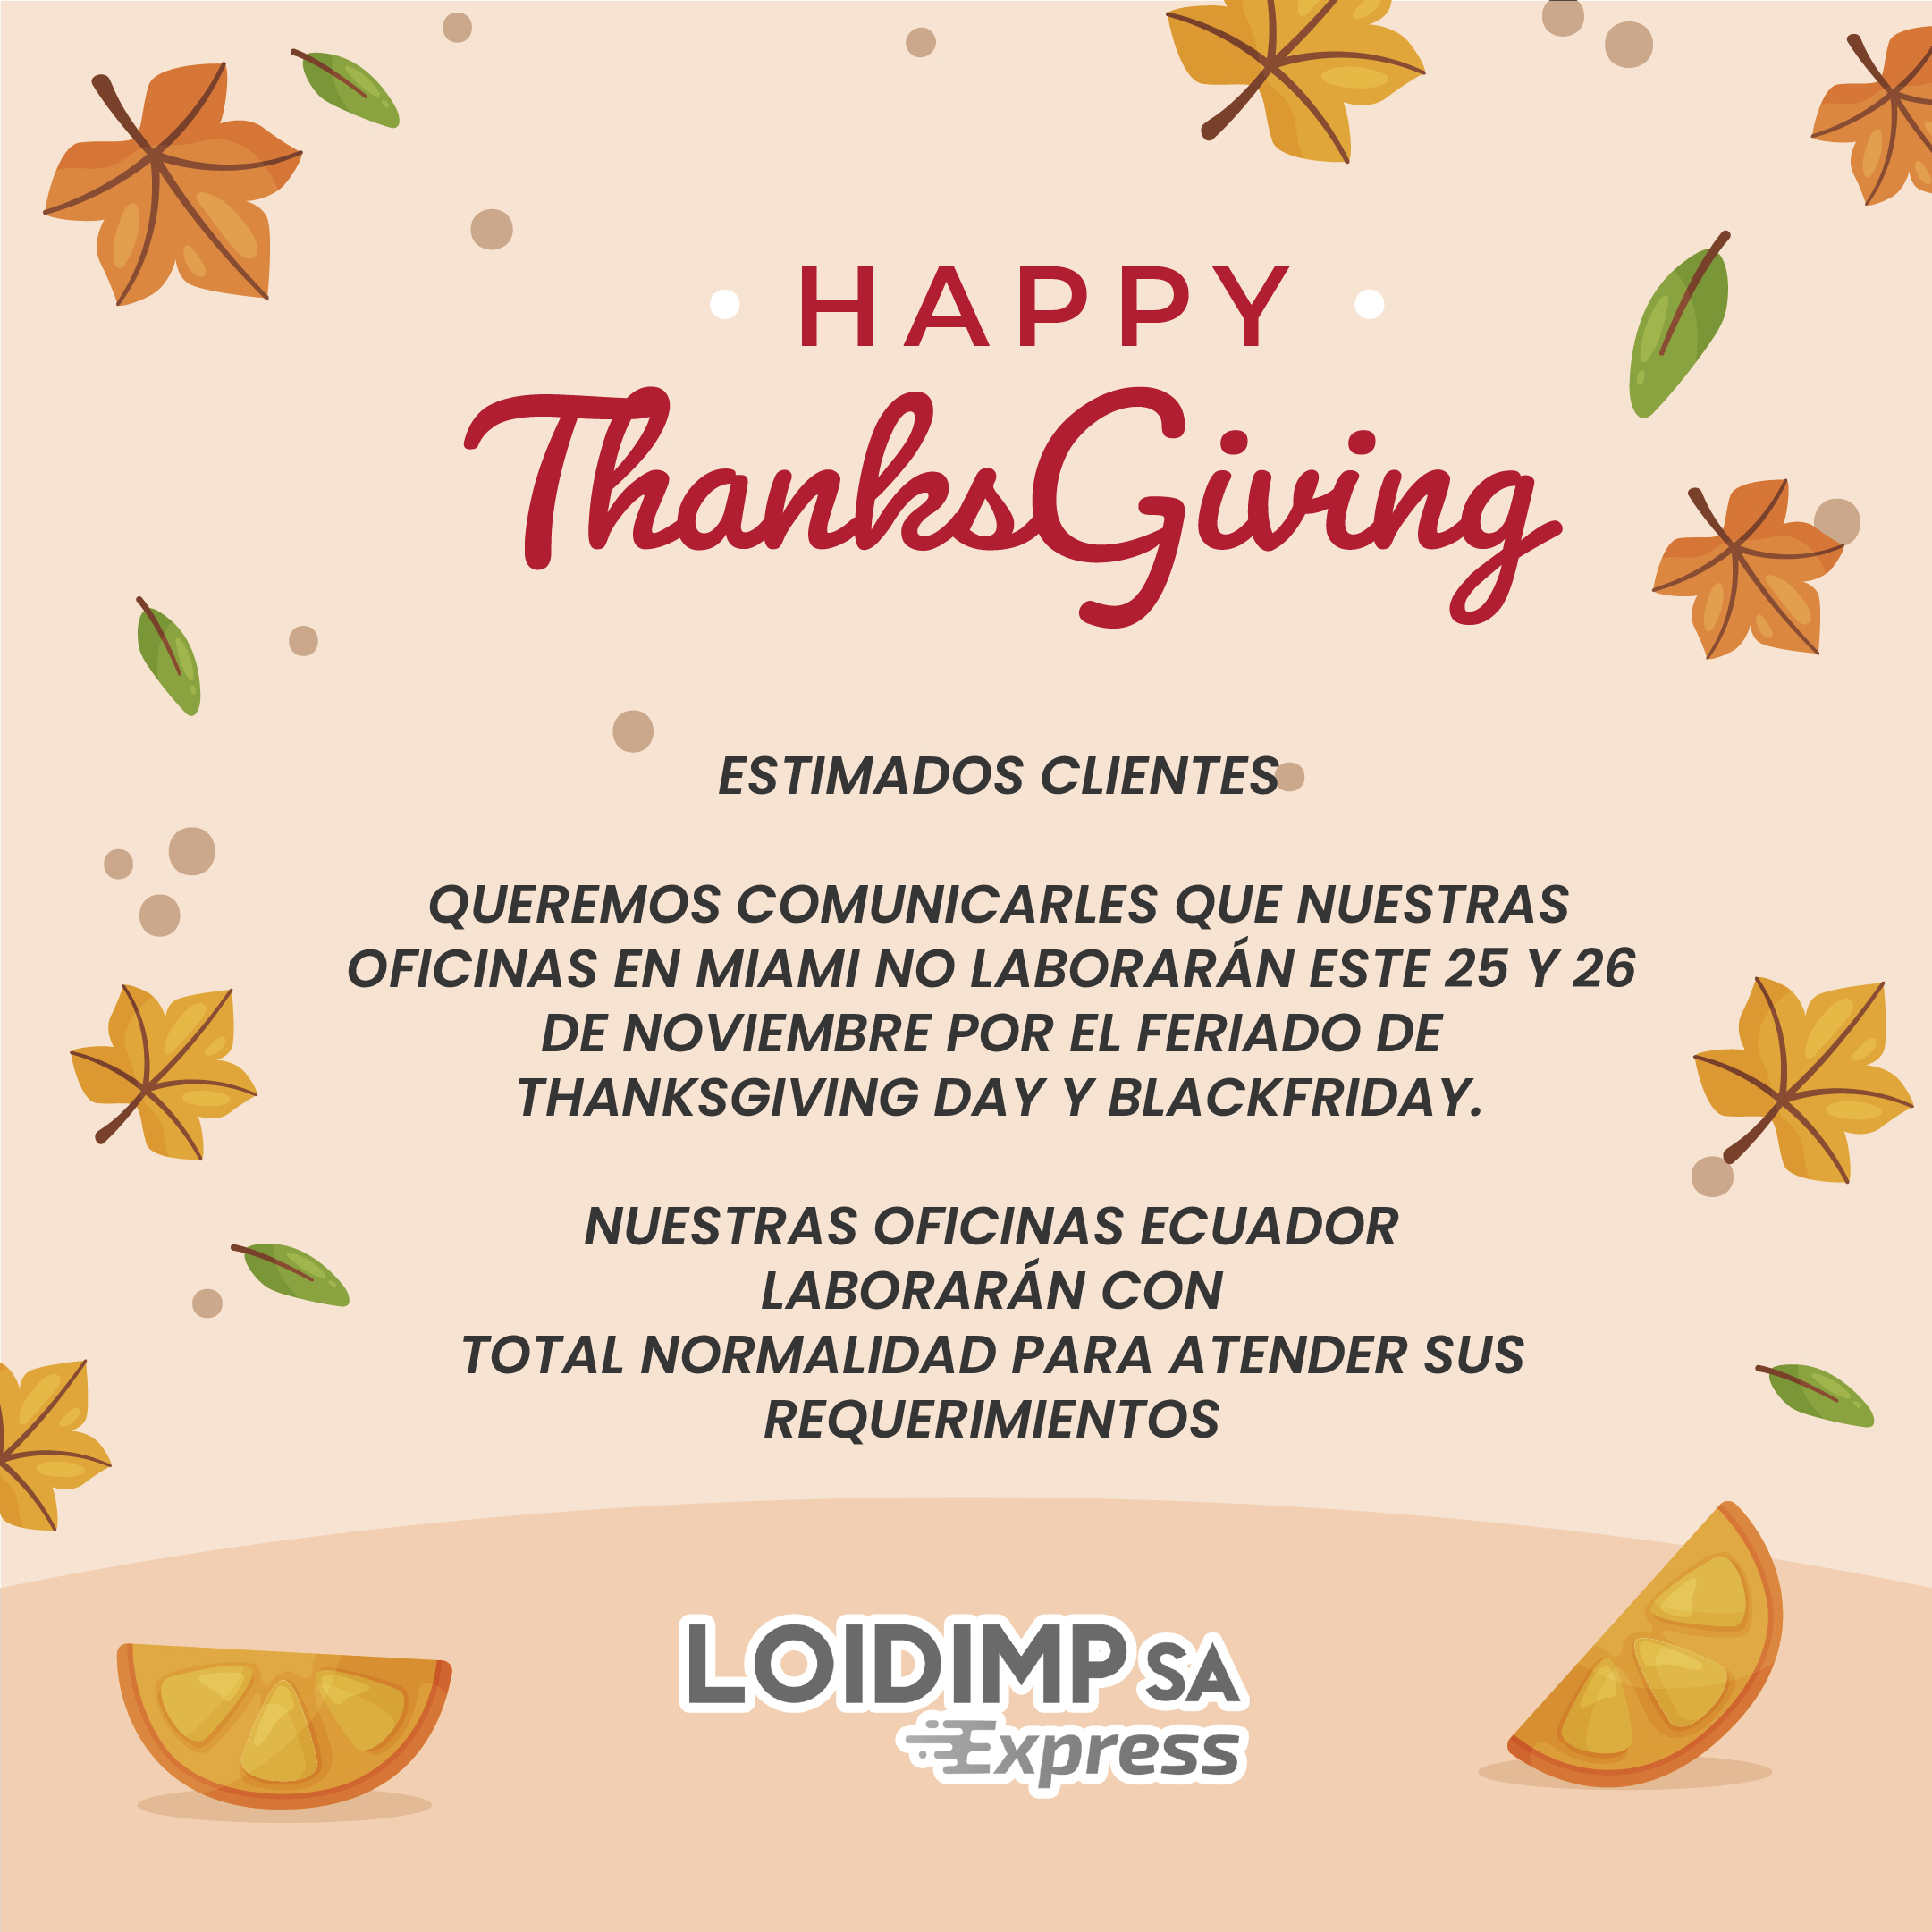 HAPPY
ThanksGiving
ESTIMADOS CLIENTES
QUEREMOS COMUNICARLES QUE NUESTRAS
OFICINAS EN MIAMI NO LABORARÁN ESTE 25 Y 26
DE NOVIEMBRE POR EL FERIADO DE
THANKSGIVING DAY Y BLACKFRIDAY.
NUESTRAS OFICINAS ECUADOR
LABORARÁN CON
TOTAL NORMALIDAD PARA ATENDER SUS
REQUERIMIENTOS
LOIDIMP SA
Express